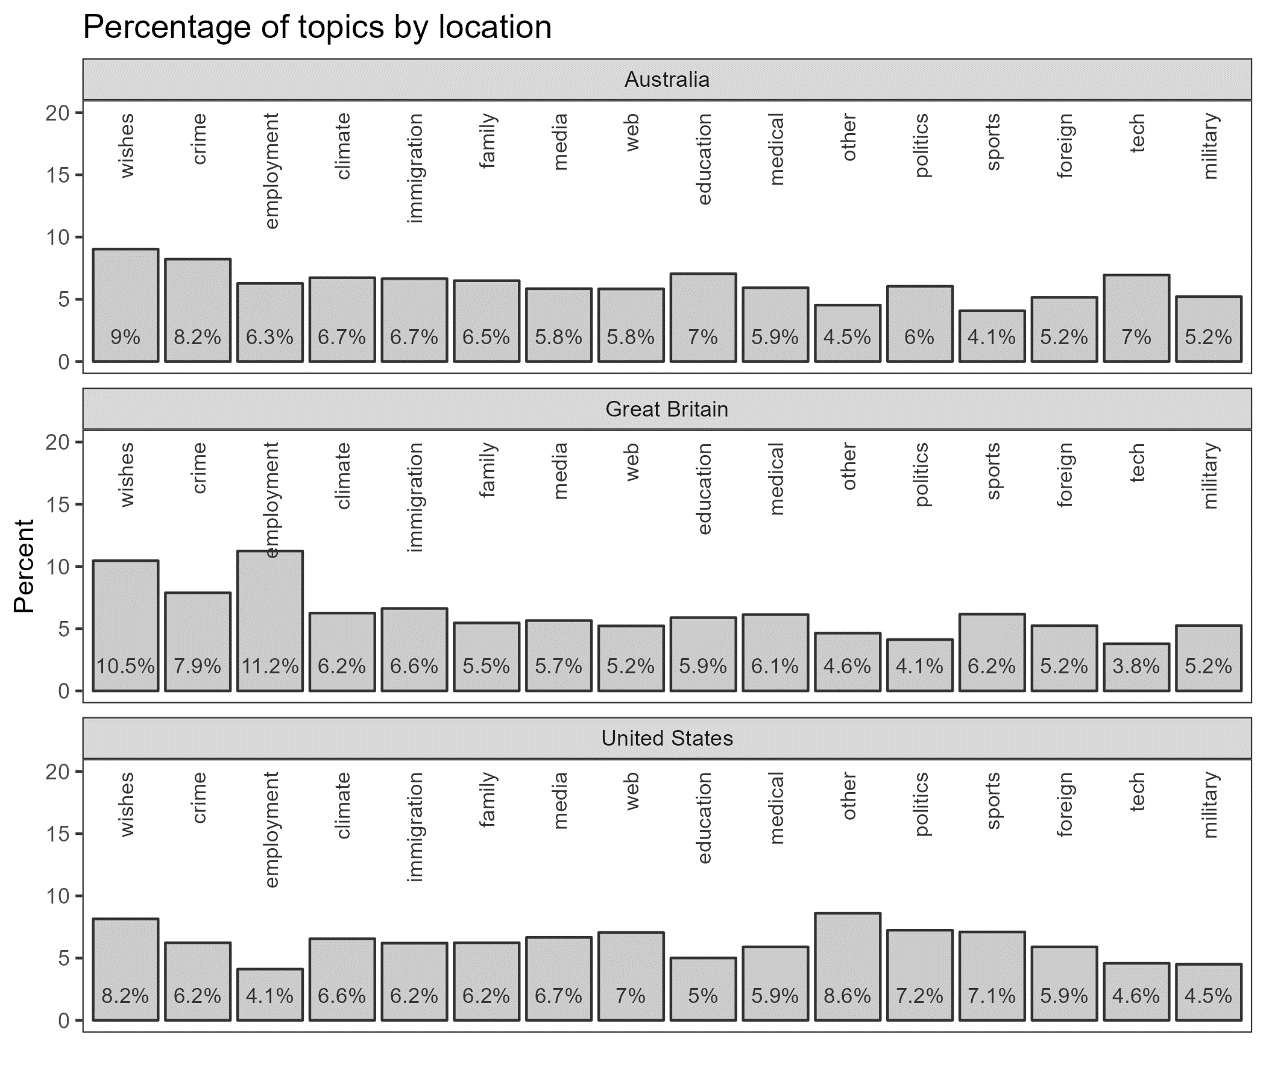 Percentage of topics by location
Australia
20
15
10
5
0
wishes crime employment climate immigration family media web education medical other politics sports foreign tech military
9% 8.2% 6.3% 6.7% 6.7% 6.5% 5.8% 5.8% 7% 5.9% 4.5% 6% 4.1% 5.2% 7% 5.2%
Great Britain
20
15
10
5
0
wishes crime employment climate immigration family media web education medical other politics sports foreign tech military
10.5% 7.9% 11.2% 6.2% 6.6% 5.5% 5.7% 5.2% 5.9% 6.1% 4.6% 4.1% 6.2% 5.2% 3.8% 5.2%
Percent
United States
20
15
10
5
0
wishes crime employment climate immigration family media web education medical other politics sports foreign tech military
8.2% 6.2% 4.1% 6.6% 6.2% 6.2% 6.7% 7% 5% 5.9% 8.6% 7.2% 7.1% 5.9% 4.6% 4.5%